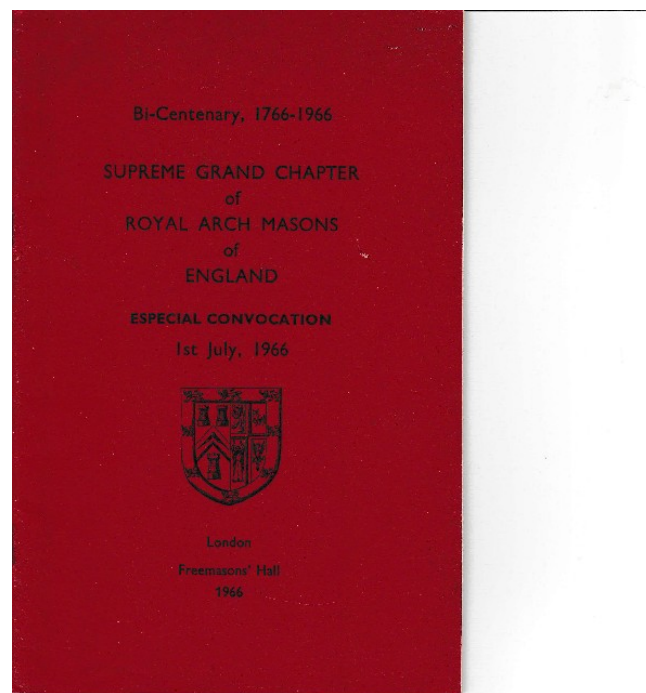 Bi-Centenary, 1766-1966
SUPREME GRAND CHAPTER
of
ROYAL ARCH MASONS
of
ENGLAND
ESPECIAL CONVOCATION
1st July, 1966
London
Freemasons' Hall
1966